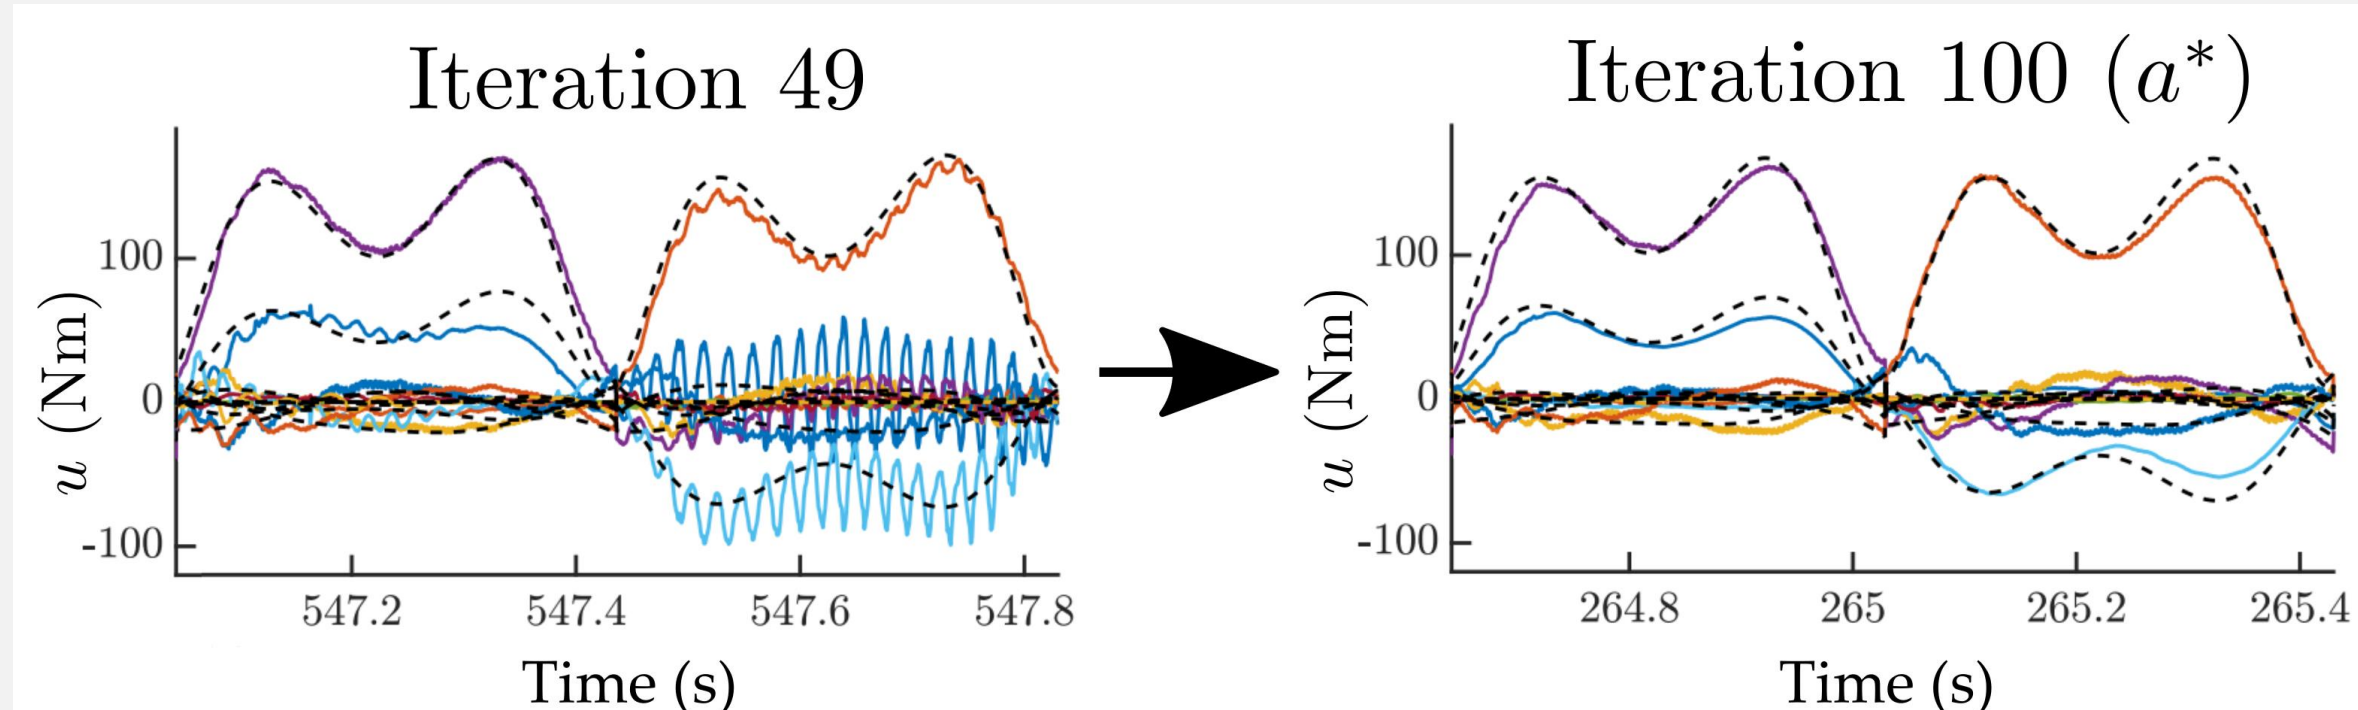 Iteration 49
u (Nm)
100
0
-100
547.2 547.4 547.6 547.8
Time (s)
Iteration 100 (a*)
u (Nm)
100
0
-100
264.8 265 265.2 265.4
Time (s)